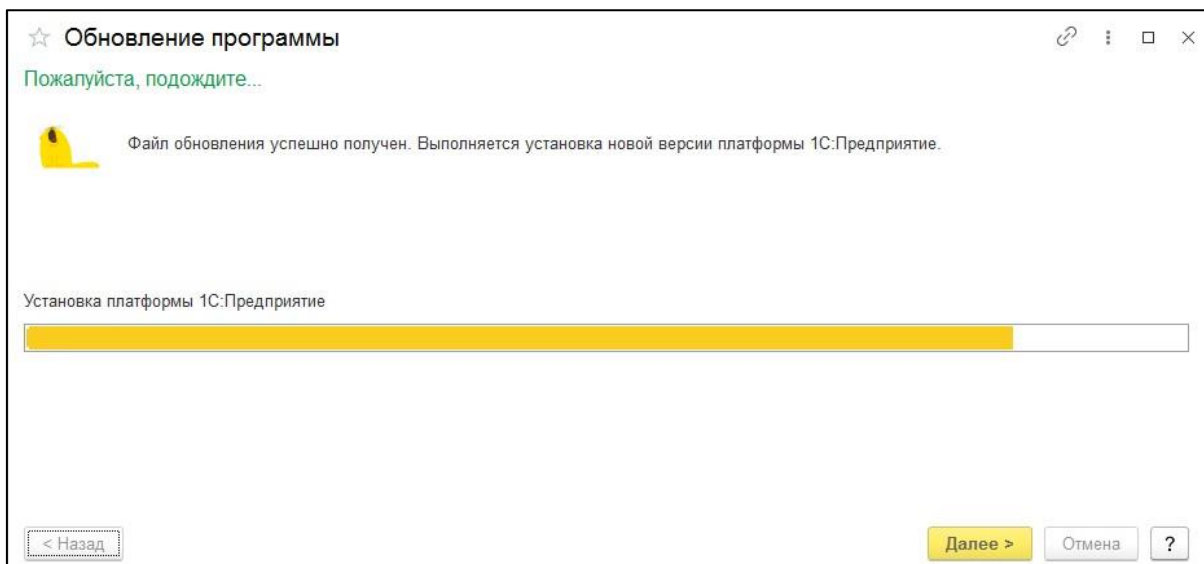 Обновление программы
Пожалуйста, подождите...
Файл обновления успешно получен. Выполняется установка новой версии платформы 1С:Предприятие.
Установка платформы 1С:Предприятие
< Назад Далее > Отмена ?